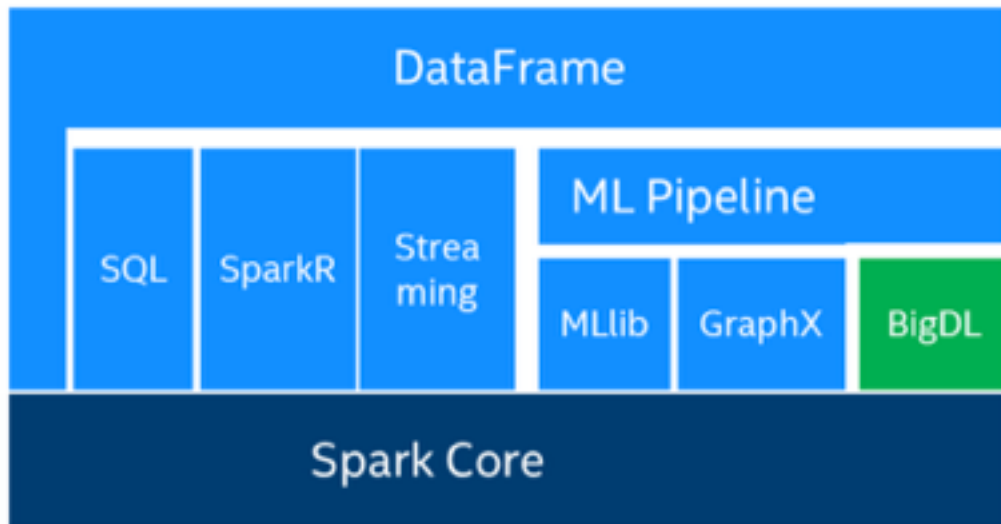 DataFrame
SQL
SparkR
Strea
ming
ML Pipeline
MLlib
GraphX
BigDL
Spark Core